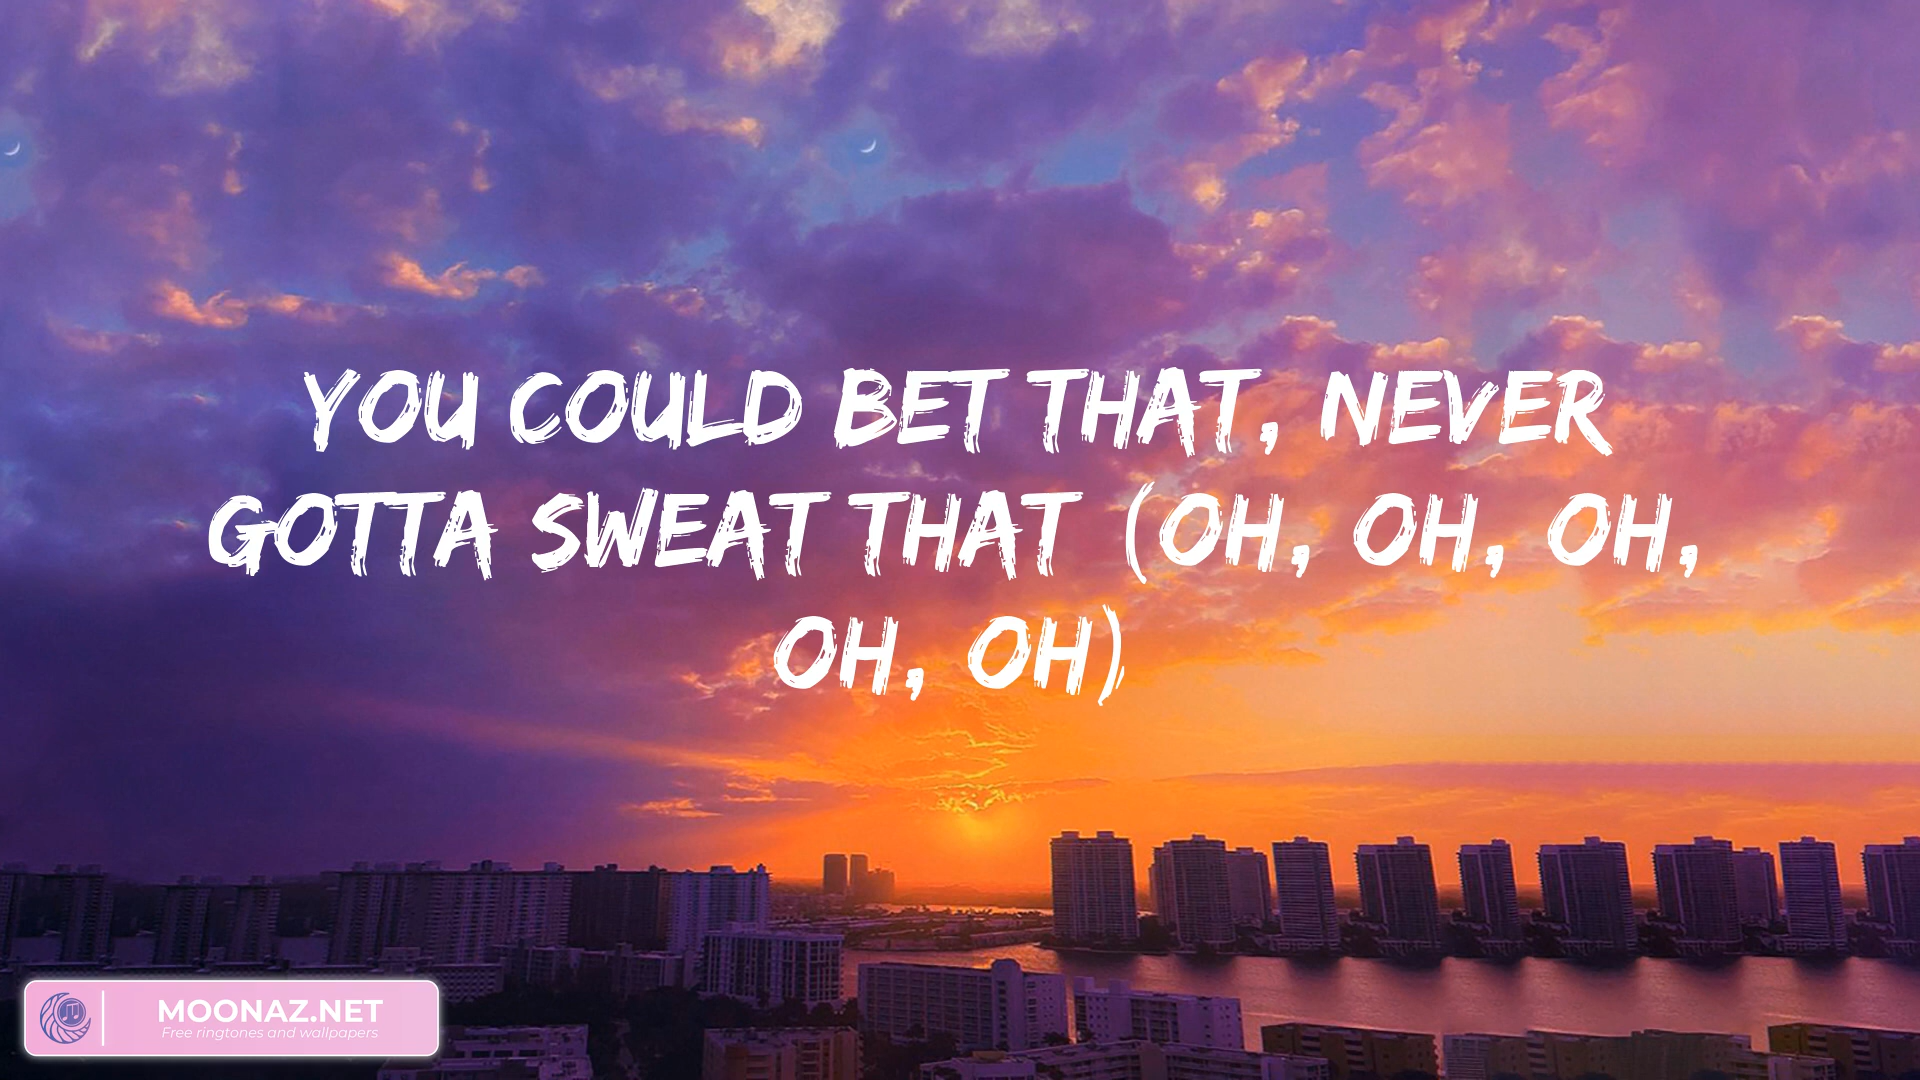 YOU COULD BET THAT, NEVER
GOTTA SWEAT THAT (OH, OH, OH,
OH, OH)
MOONAZ.NET
Free ringtones and wallpapers